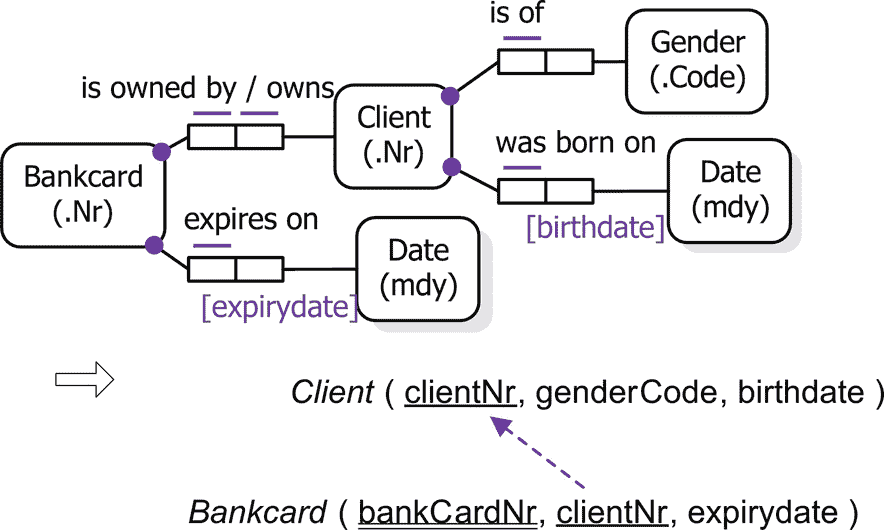 is of
Gender
(.Code)
is owned by / owns
Client
(.Nr)
was born on
Date
(mdy)
[birthdate]
Bankcard
(.Nr)
expires on
Date
(mdy)
[expirydate]
Client ( clientNr, genderCode, birthdate )
Bankcard ( bankCardNr, clientNr, expirydate )